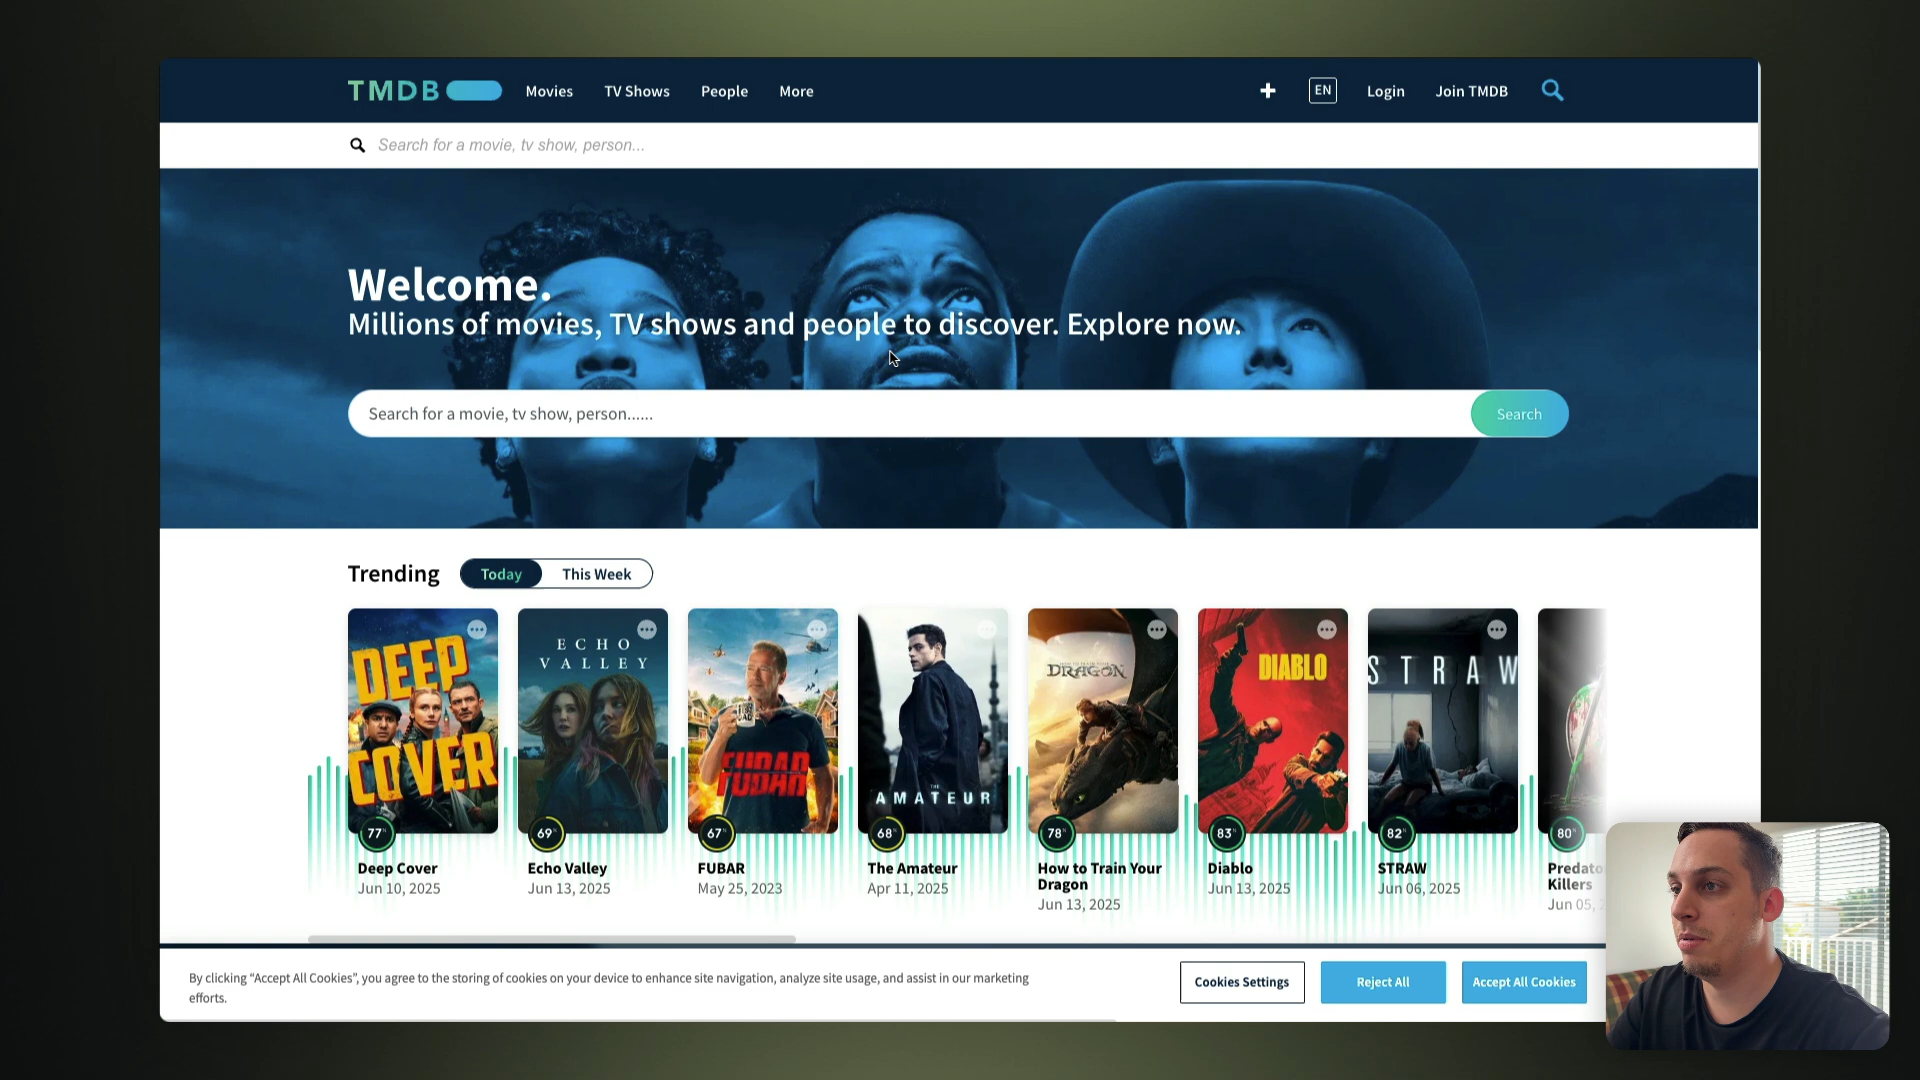 TMDB
Movies
TV Shows
People
More
EN
Login
Join TMDB
Search for a movie, tv show, person...
Welcome.
Millions of movies, TV shows and people to discover. Explore now.
Search for a movie, tv show, person......
Search
Trending
Today
This Week
DEEP COVER
ECHO VALLEY
FUBAR
THE AMATEUR
DRAGON
DIABLO
STRAW
77%
69%
67%
68%
78%
83%
82%
80%
Deep Cover
Jun 10, 2025
Echo Valley
Jun 13, 2025
FUBAR
May 25, 2023
The Amateur
Apr 11, 2025
How to Train Your
Dragon
Jun 13, 2025
Diablo
Jun 13, 2025
STRAW
Jun 06, 2025
Predato
Killers
Jun 05,
By clicking “Accept All Cookies”, you agree to the storing of cookies on your device to enhance site navigation, analyze site usage, and assist in our marketing
efforts.
Cookies Settings
Reject All
Accept All Cookies